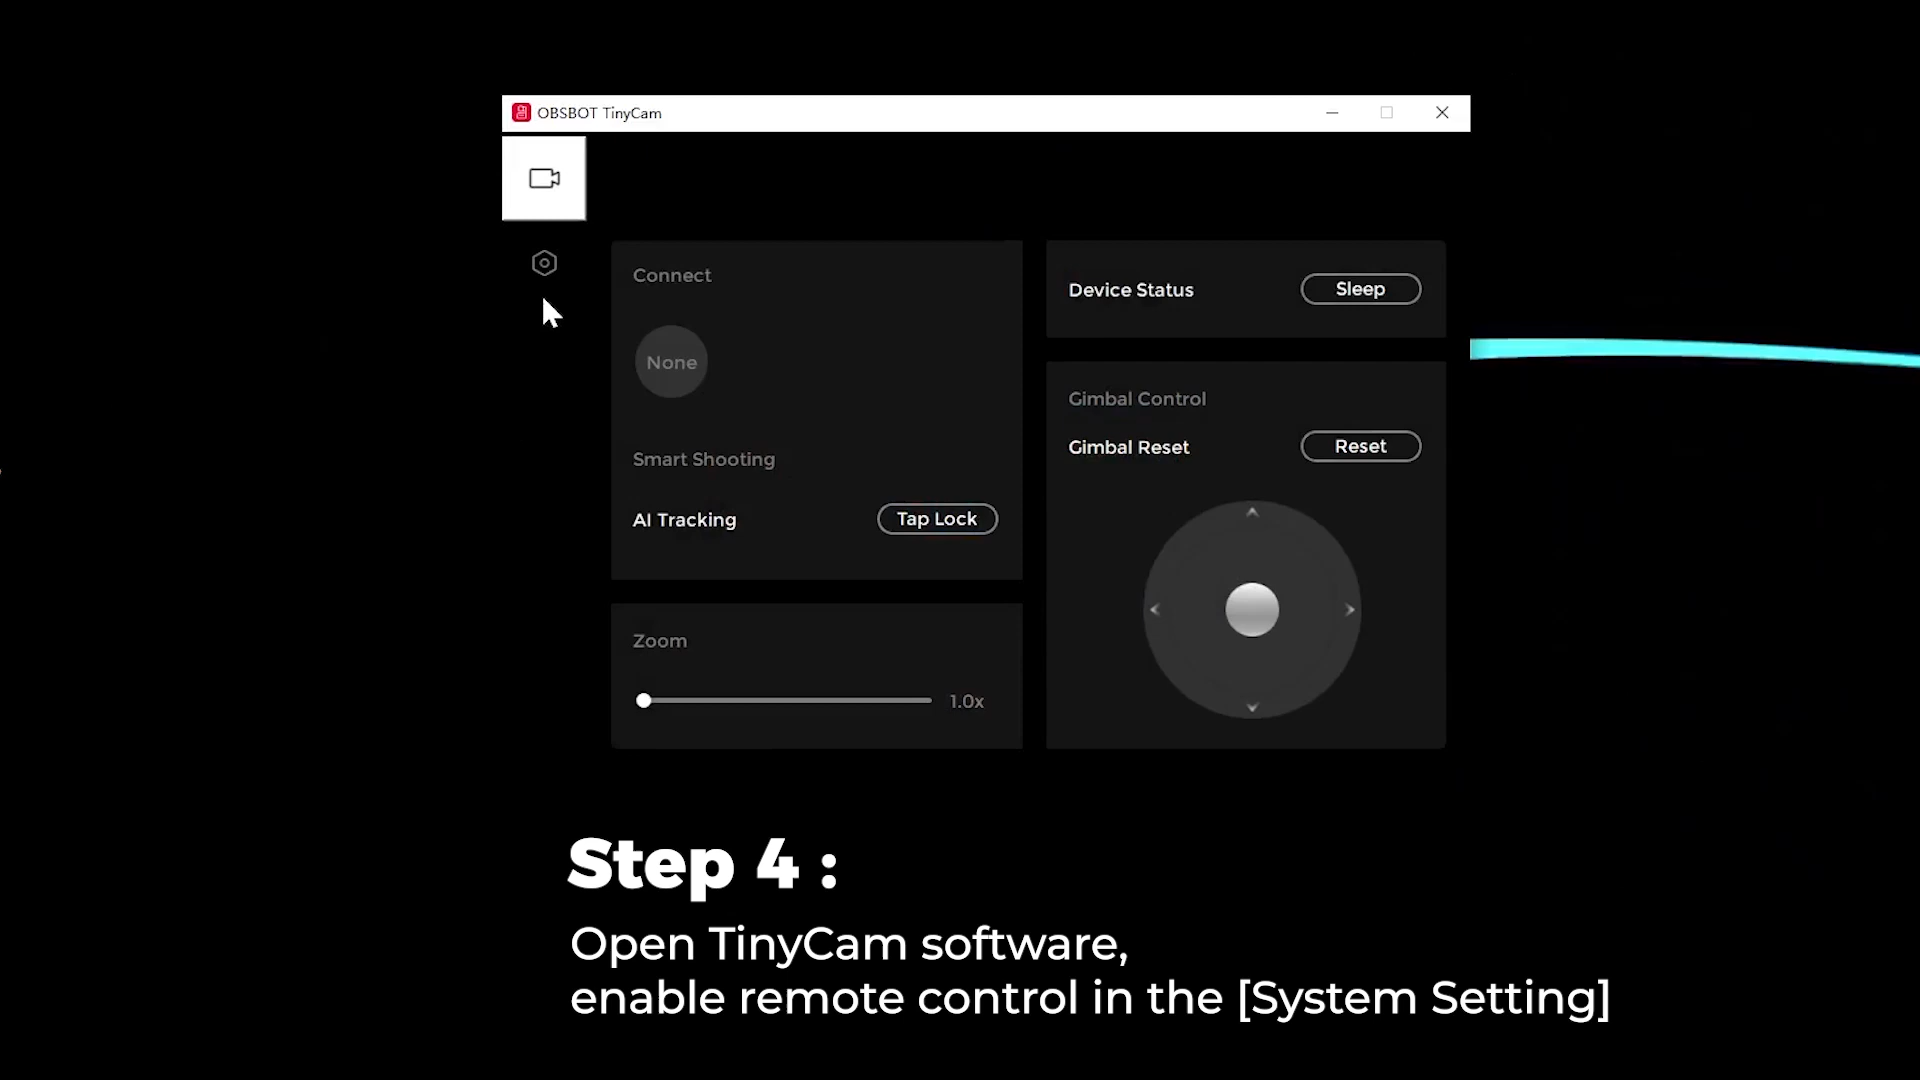 OBSBOT TinyCam
Connect
None
Smart Shooting
AI Tracking
Tap Lock
Zoom
1.0x
Device Status
Sleep
Gimbal Control
Gimbal Reset
Reset
Step 4 :
Open TinyCam software,
enable remote control in the [System Setting]